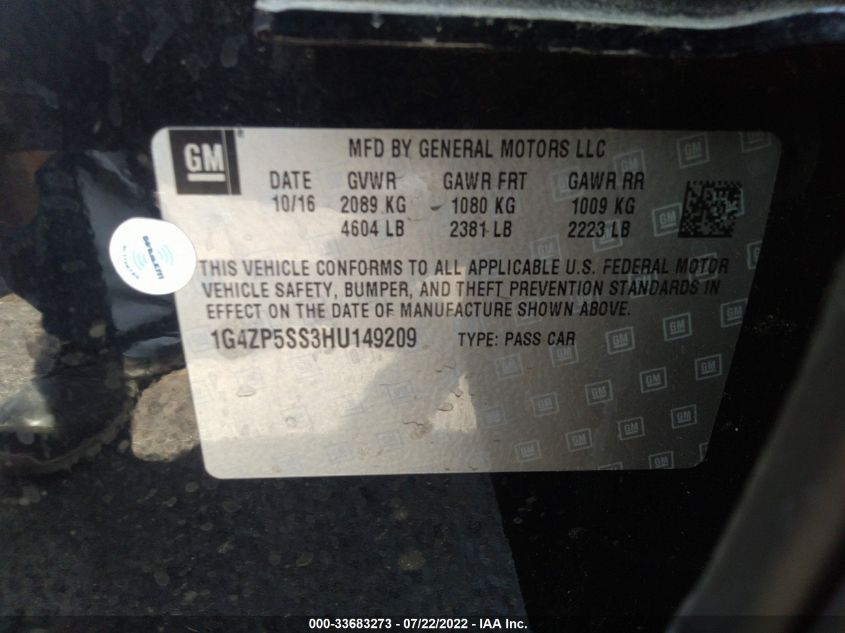 GM
MFD BY GENERAL MOTORS LLC
DATE GVWR GAWR FRT GAWR RR
10/16 2089 KG 1080 KG 1009 KG
4604 LB 2381 LB 2223 LB
THIS VEHICLE CONFORMS TO ALL APPLICABLE U.S. FEDERAL MOTOR
VEHICLE SAFETY, BUMPER, AND THEFT PREVENTION STANDARDS IN
EFFECT ON THE DATE OF MANUFACTURE SHOWN ABOVE.
1G4ZP5SS3HU149209 TYPE: PASS CAR
000-33683273 - 07/22/2022 - IAA Inc.